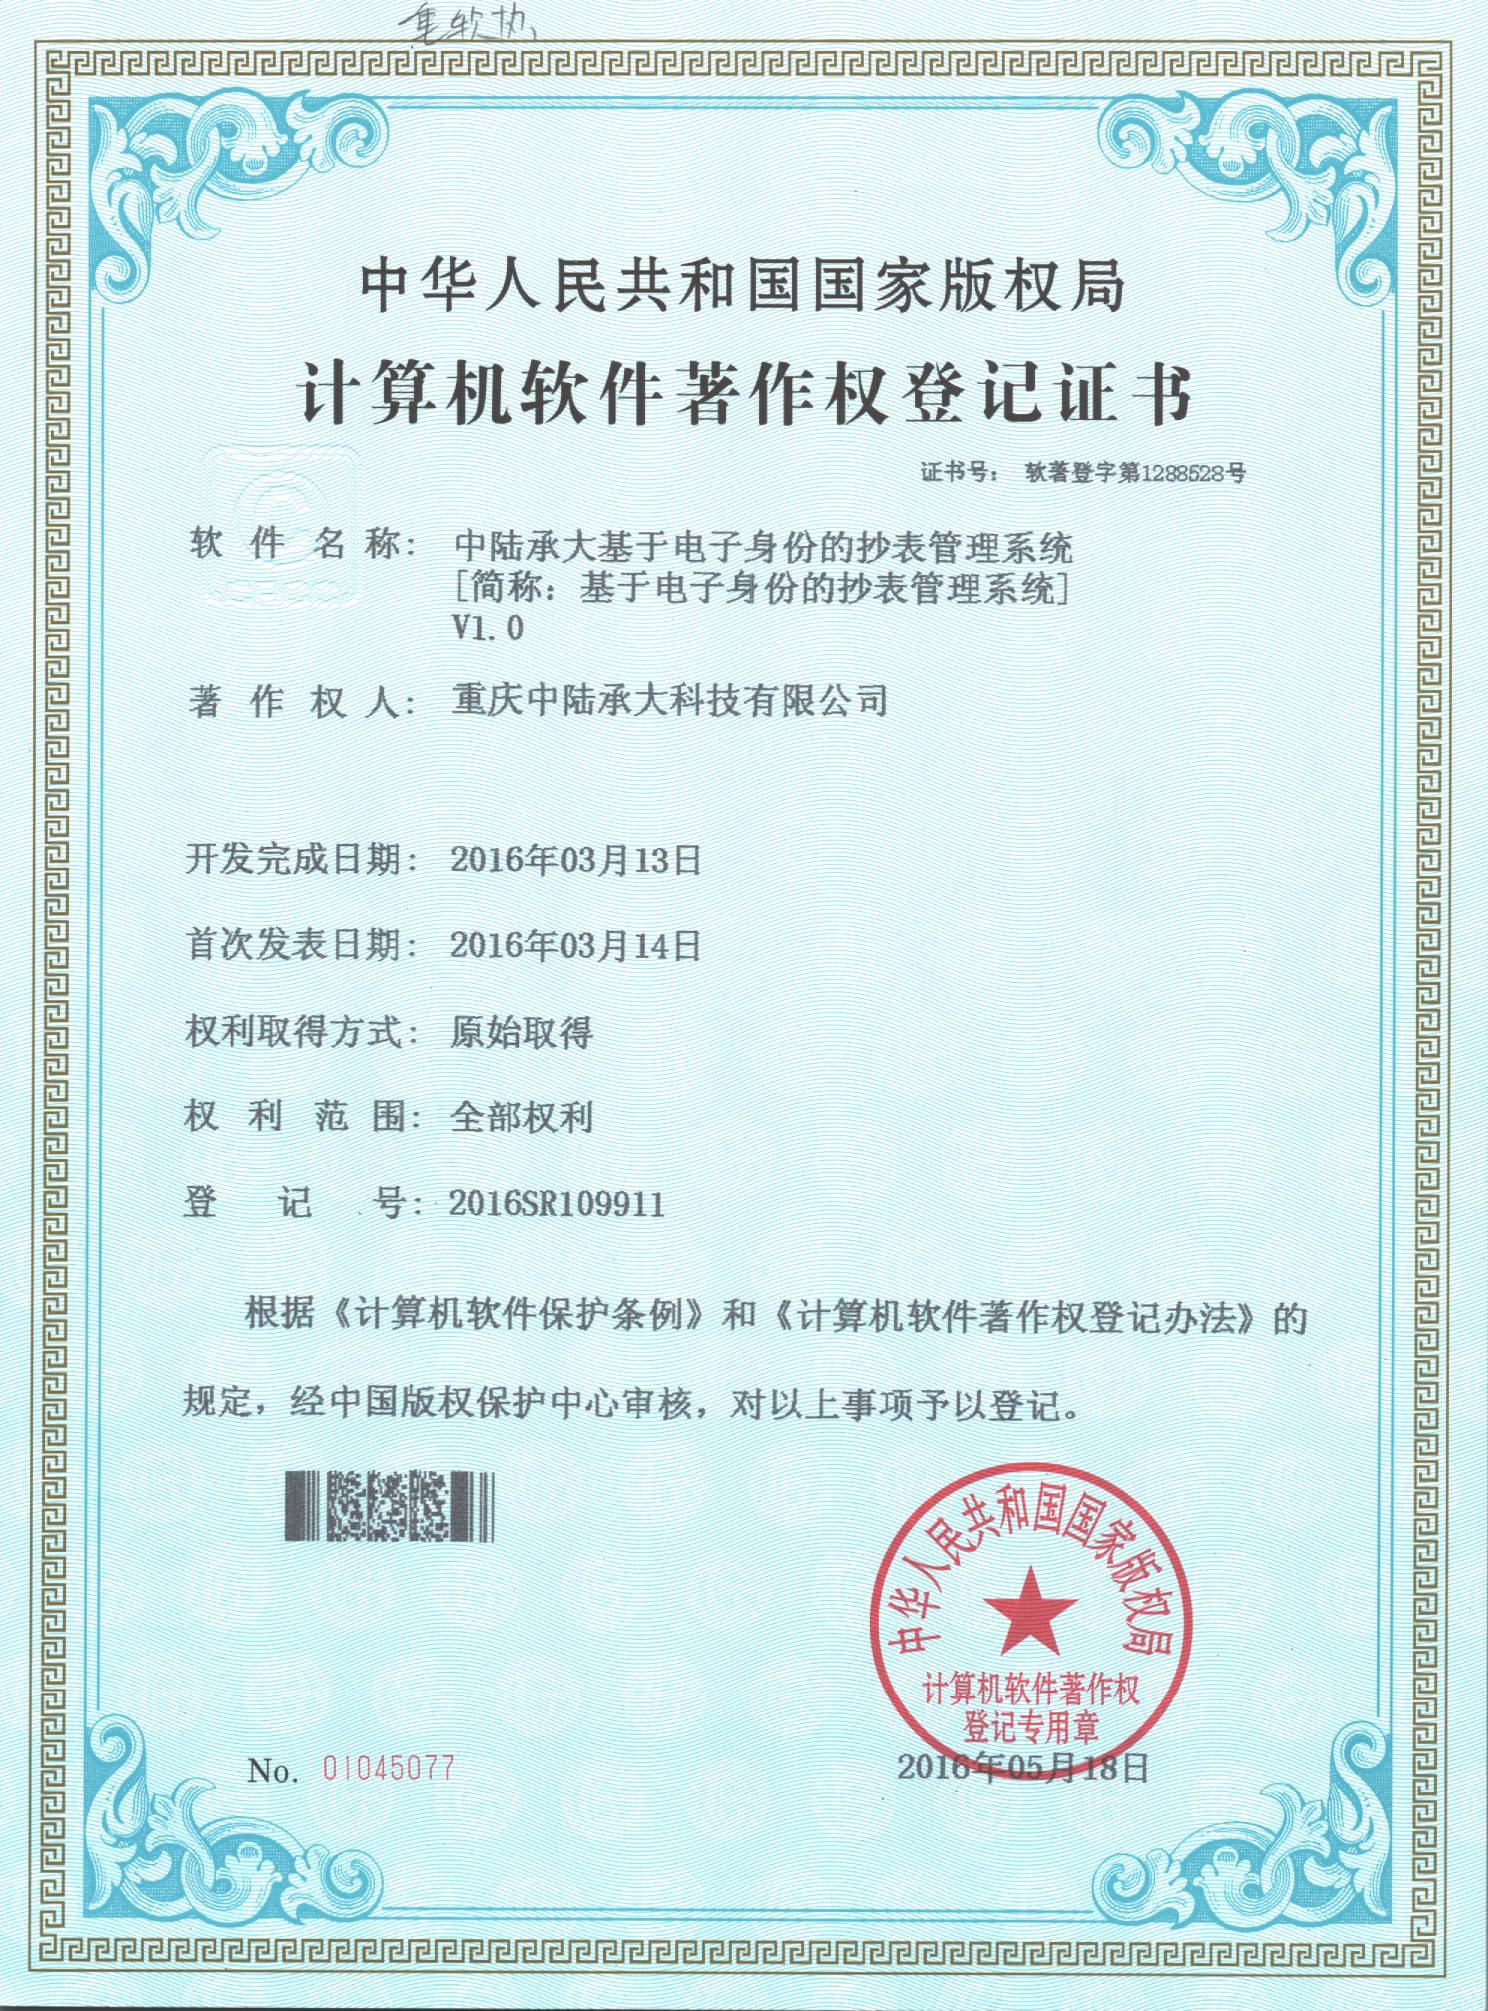 重软协
中华人民共和国国家版权局
计算机软件著作权登记证书
证书号： 软著登字第1288528号
软件名称： 中陆承大基于电子身份的抄表管理系统
[简称：基于电子身份的抄表管理系统]
V1.0
著作权人： 重庆中陆承大科技有限公司
开发完成日期： 2016年03月13日
首次发表日期： 2016年03月14日
权利取得方式： 原始取得
权利范围： 全部权利
登记号： 2016SR109911
根据《计算机软件保护条例》和《计算机软件著作权登记办法》的
规定，经中国版权保护中心审核，对以上事项予以登记。
中华人民共和国国家版权局
计算机软件著作权
登记专用章
No. 01045077
2016年05月18日